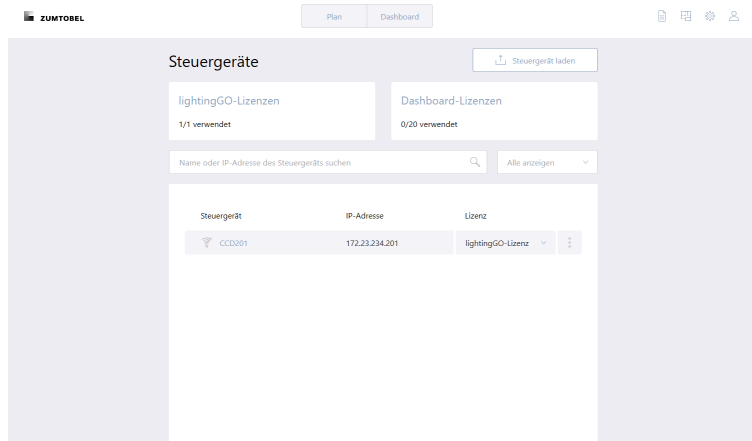 ZUMTOBEL
Plan
Dashboard
Steuergeräte
Steuergerät laden
lightingGO-Lizenzen
1/1 verwendet
Dashboard-Lizenzen
0/20 verwendet
Name oder IP-Adresse des Steuergeräts suchen
Alle anzeigen
Steuergerät IP-Adresse Lizenz
CCD201 172.23.234.201 lightingGO-Lizenz